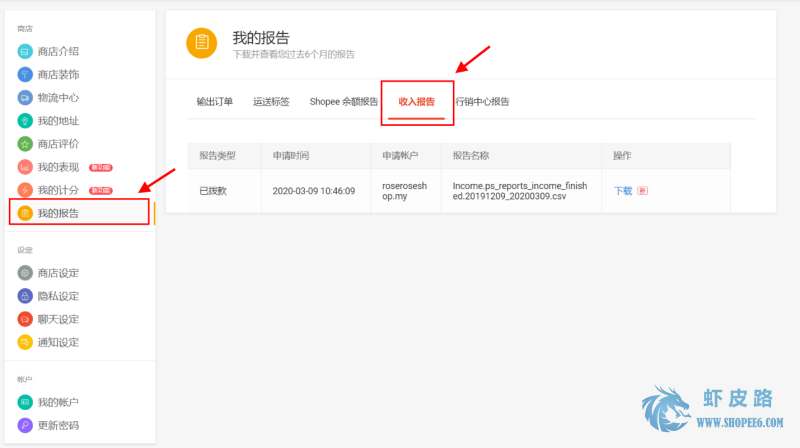 商店
商店介绍
商店装饰
物流中心
我的地址
商店评价
我的表现 新功能
我的计分 新功能
我的报告
设定
商店设定
隐私设定
聊天设定
通知设定
帐户
我的帐户
更新密码
我的报告
下载并查看您过去6个月的报告
输出订单 运送标签 Shopee 余额报告 收入报告 行销中心报告
报告类型 申请时间 申请帐户 报告名称 操作
已拨款 2020-03-09 10:46:09 roseroseshop.my Income.ps_reports_income_finished.20191209_20200309.csv 下载 新
虾皮路
WWW.SHOPEE6.COM